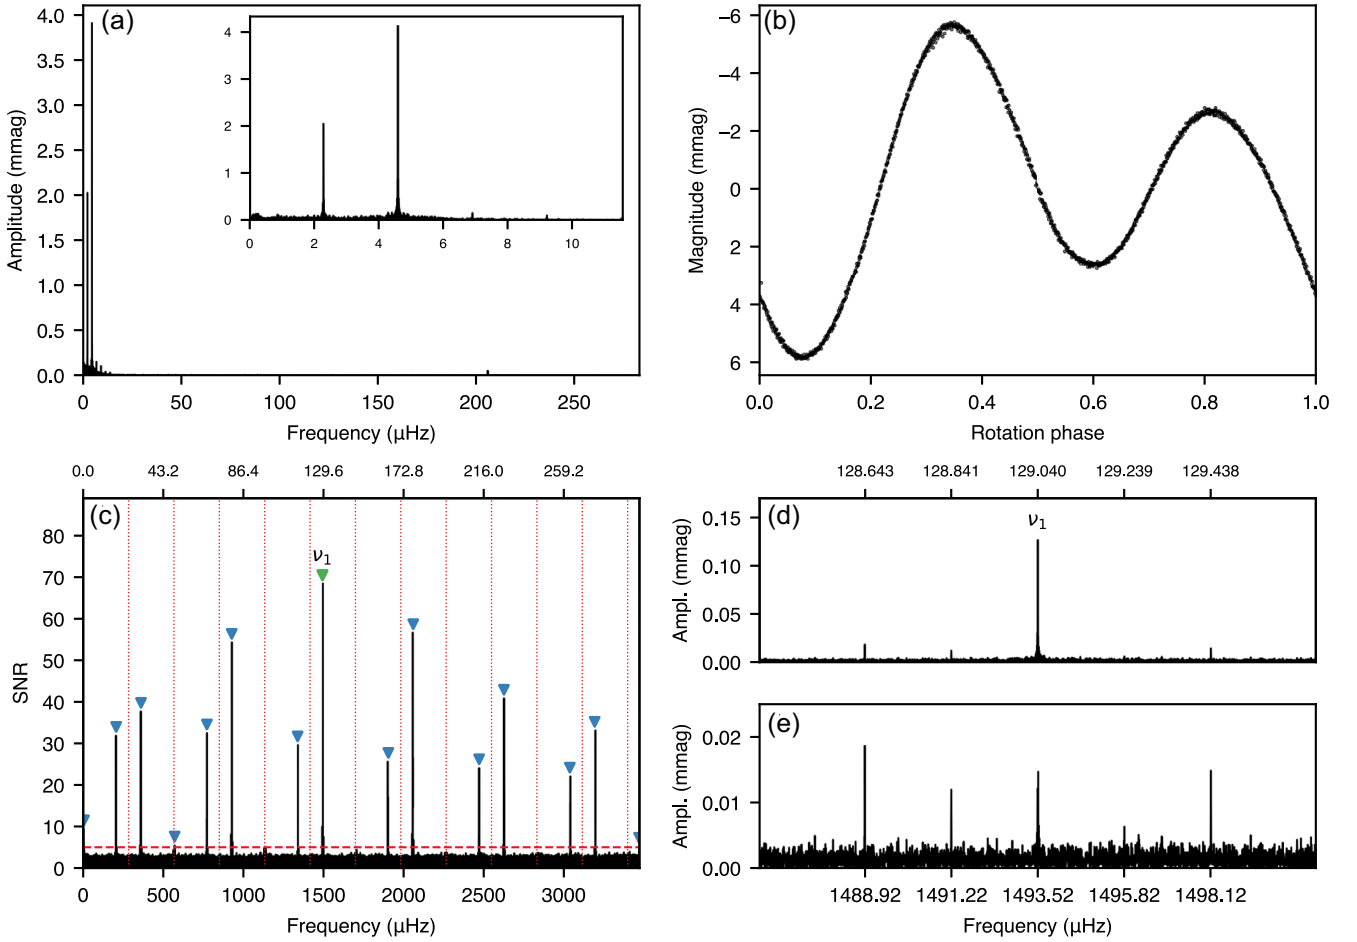 (a)
Amplitude (mmag)
4.0
3.5
3.0
2.5
2.0
1.5
1.0
0.5
0.0
0 50 100 150 200 250
Frequency (μHz)
4
3
2
1
0
0 2 4 6 8 10
(b)
Magnitude (mmag)
−6
−4
−2
0
2
4
6
0.0 0.2 0.4 0.6 0.8 1.0
Rotation phase
0.0 43.2 86.4 129.6 172.8 216.0 259.2
(c)
ν1
SNR
80
70
60
50
40
30
20
10
0
0 500 1000 1500 2000 2500 3000
Frequency (μHz)
128.643 128.841 129.040 129.239 129.438
(d)
ν1
Ampl. (mmag)
0.15
0.10
0.05
0.00
(e)
Ampl. (mmag)
0.02
0.01
0.00
1488.92 1491.22 1493.52 1495.82 1498.12
Frequency (μHz)